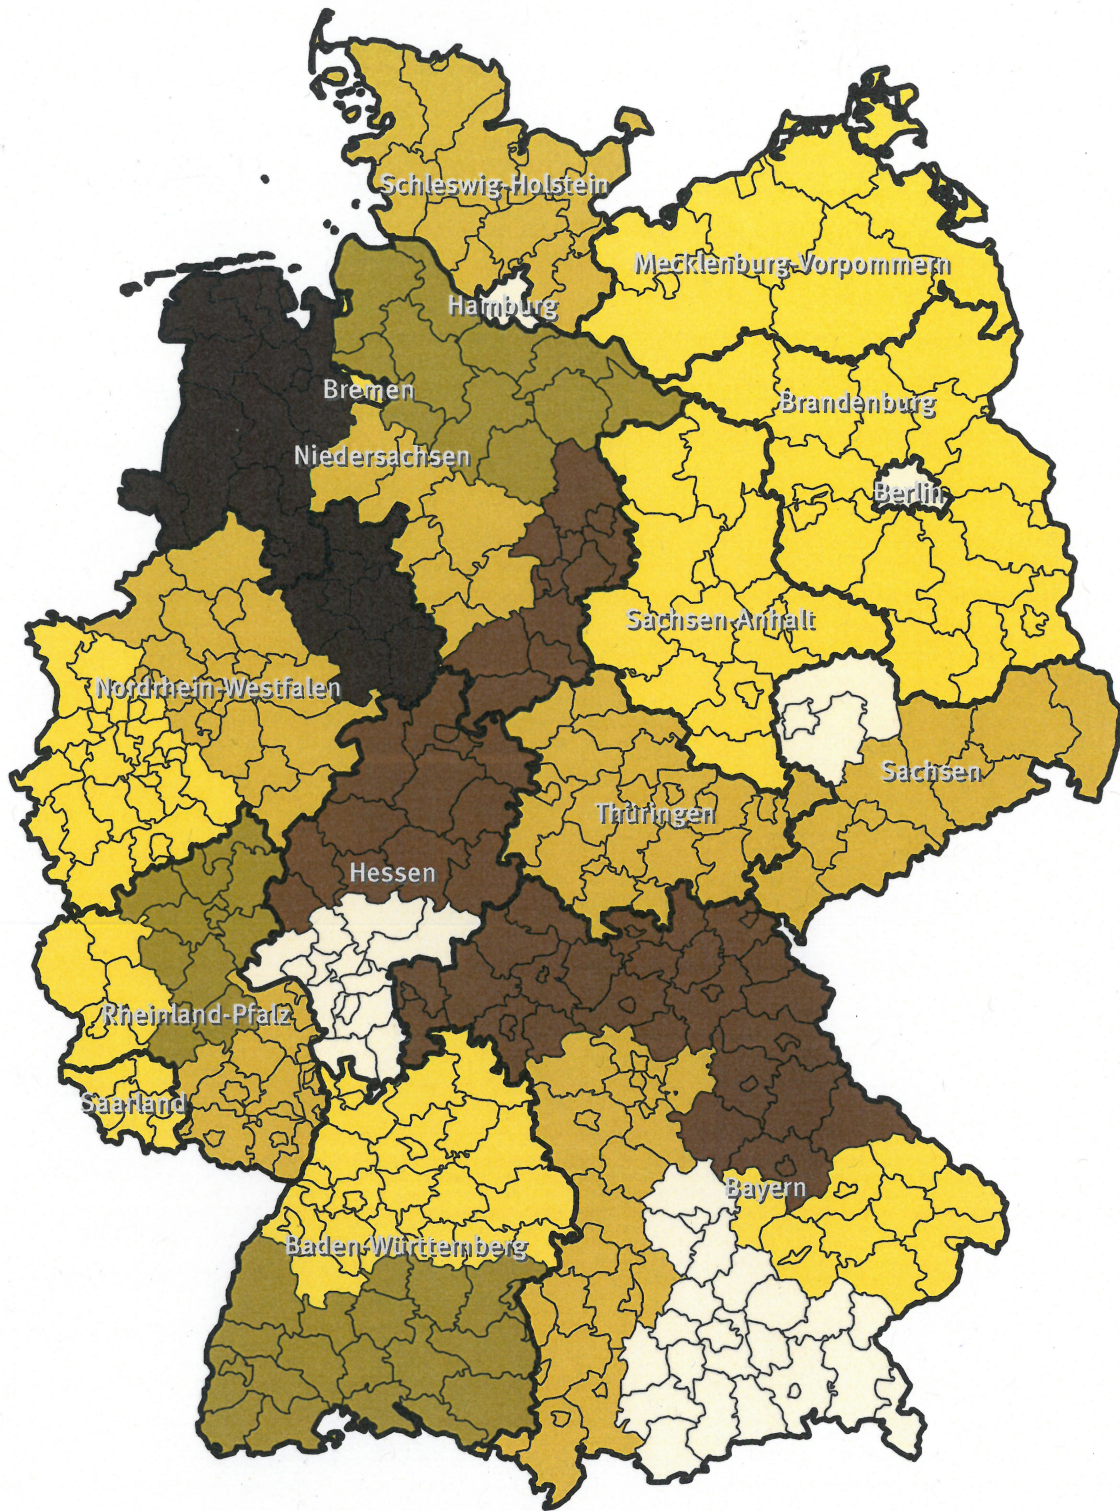 Schleswig-Holstein
Mecklenburg-Vorpommern
Hamburg
Bremen
Brandenburg
Niedersachsen
Berlin
Sachsen-Anhalt
Nordrhein-Westfalen
Sachsen
Thüringen
Hessen
Rheinland-Pfalz
Saarland
Bayern
Baden-Württemberg